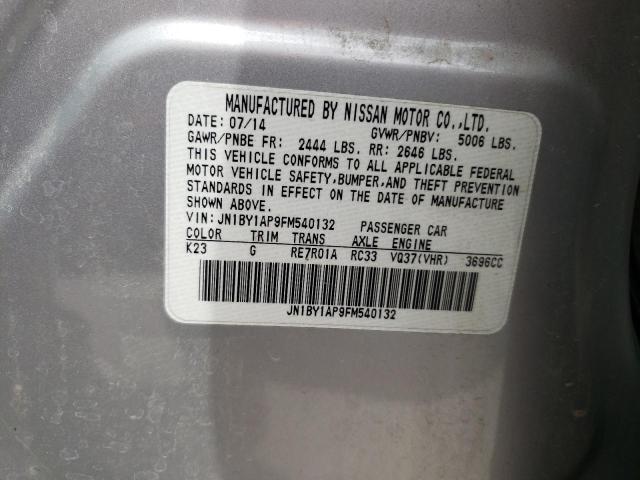 MANUFACTURED BY NISSAN MOTOR CO.,LTD.
DATE: 07/14 GVWR/PNBV: 5006 LBS.
GAWR/PNBE FR: 2444 LBS. RR: 2646 LBS.
THIS VEHICLE CONFORMS TO ALL APPLICABLE FEDERAL
MOTOR VEHICLE SAFETY,BUMPER,AND THEFT PREVENTION
STANDARDS IN EFFECT ON THE DATE OF MANUFACTURE
SHOWN ABOVE.
VIN: JN1BY1AP9FM540132 PASSENGER CAR
COLOR TRIM TRANS AXLE ENGINE
K23 G RE7R01A RC33 VQ37(VHR) 3696CC
JN1BY1AP9FM540132